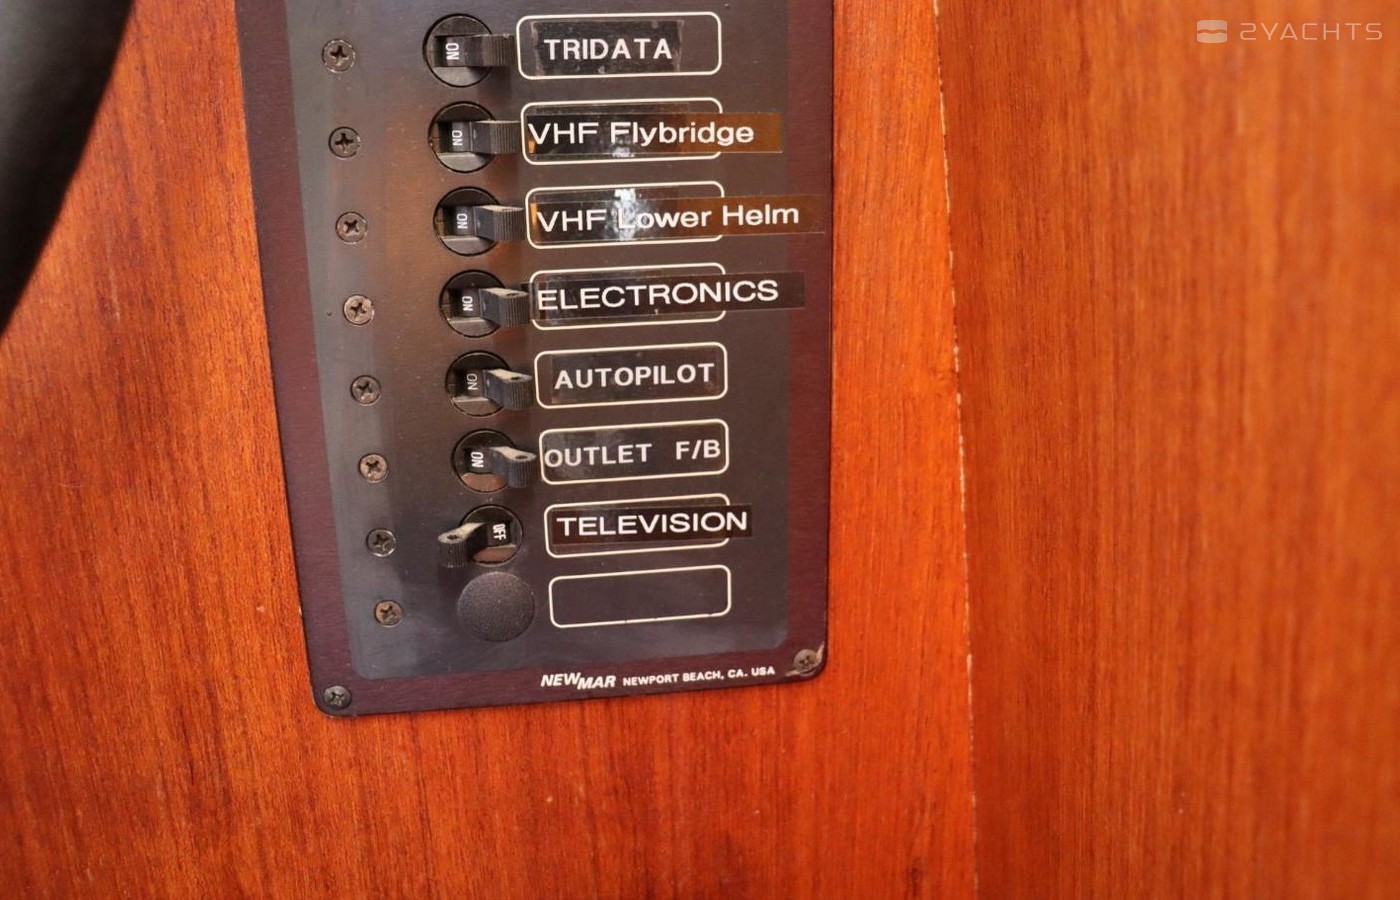 2YACHTS
ON TRIDATA
ON VHF Flybridge
ON VHF Lower Helm
ON ELECTRONICS
ON AUTOPILOT
ON OUTLET F/B
OFF TELEVISION
NEWMAR NEWPORT BEACH, CA. USA